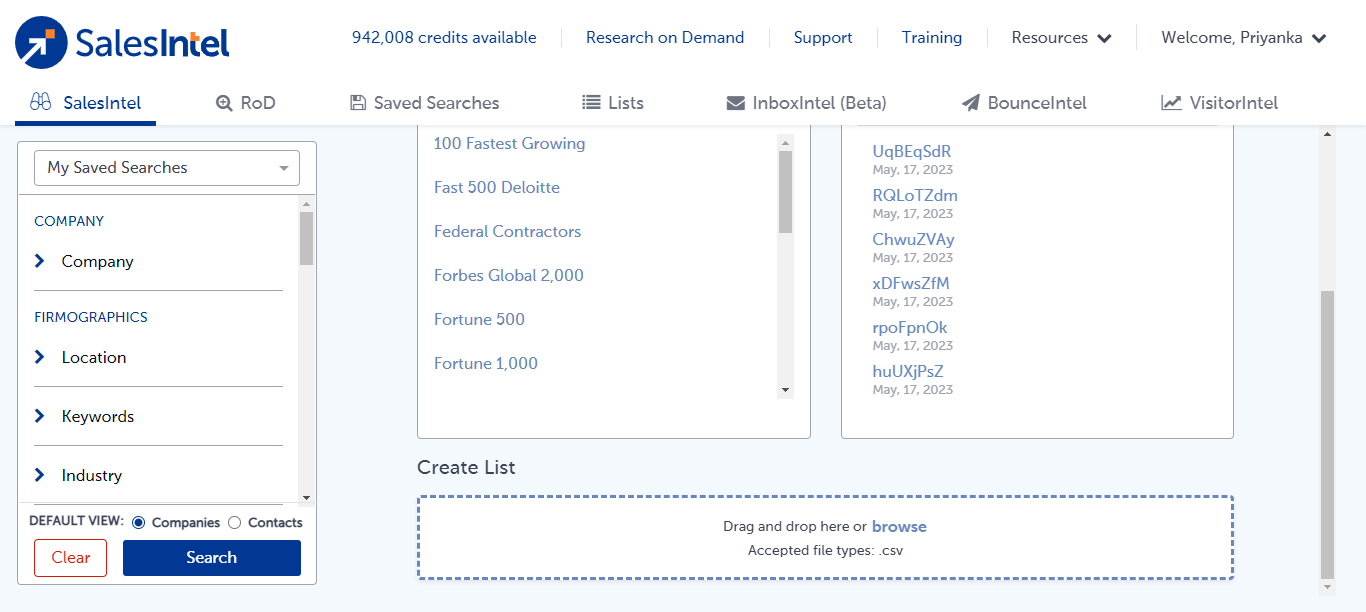 SalesIntel
942,008 credits available
Research on Demand
Support
Training
Resources
Welcome, Priyanka
SalesIntel
RoD
Saved Searches
Lists
InboxIntel (Beta)
BounceIntel
VisitorIntel
My Saved Searches
COMPANY
Company
FIRMOGRAPHICS
Location
Keywords
Industry
DEFAULT VIEW: Companies Contacts
Clear
Search
100 Fastest Growing
Fast 500 Deloitte
Federal Contractors
Forbes Global 2,000
Fortune 500
Fortune 1,000
UqBEqSdR
May, 17, 2023
RQLoTZdm
May, 17, 2023
ChwuZVAy
May, 17, 2023
xDFwsZfM
May, 17, 2023
rpoFpnOk
May, 17, 2023
huUXjPsZ
May, 17, 2023
Create List
Drag and drop here or browse
Accepted file types: .csv